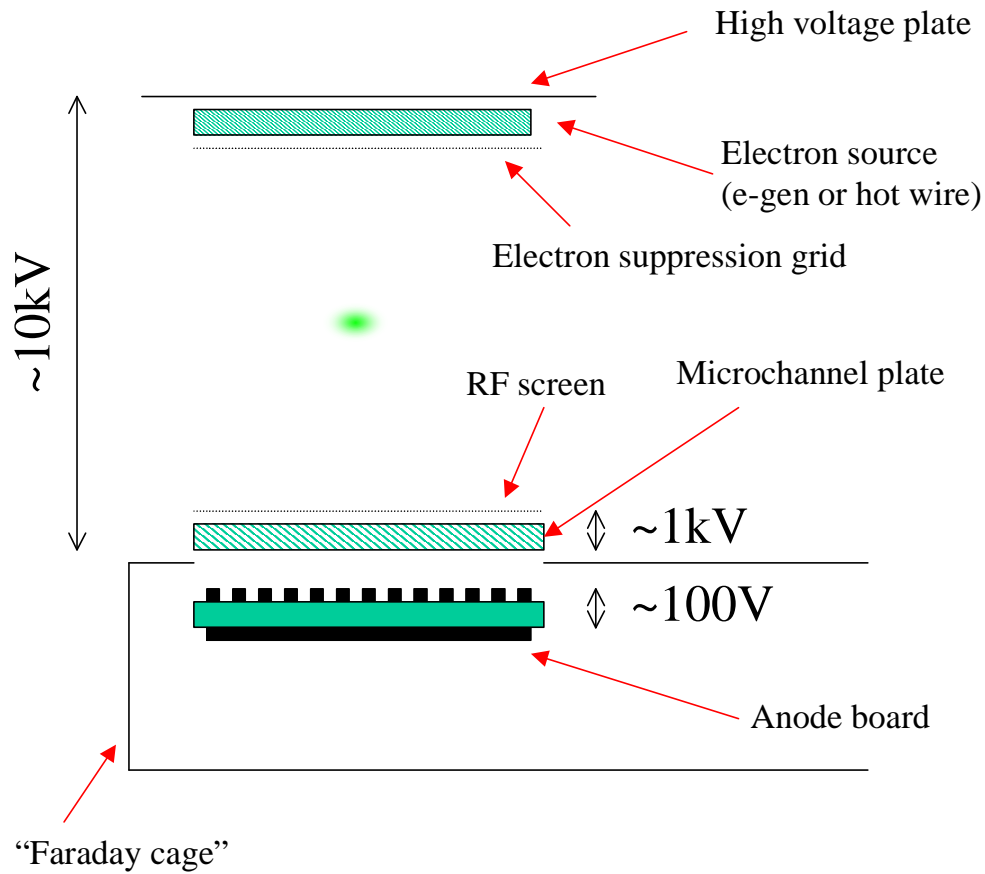 High voltage plate
Electron source
(e-gen or hot wire)
Electron suppression grid
~10kV
RF screen
Microchannel plate
~1kV
~100V
Anode board
“Faraday cage”